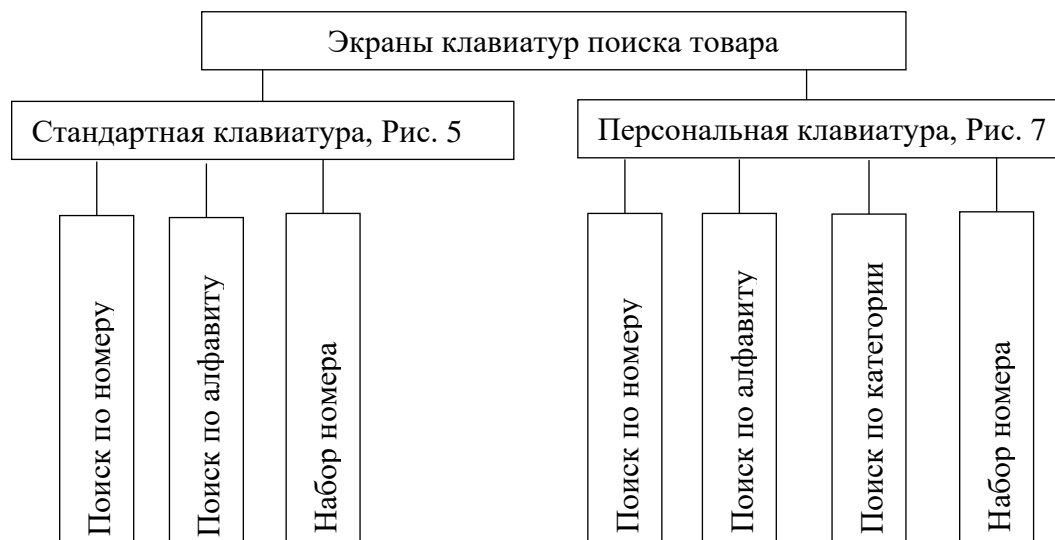 Экраны клавиатур поиска товара
Стандартная клавиатура, Рис. 5
Персональная клавиатура, Рис. 7
Поиск по номеру
Поиск по алфавиту
Набор номера
Поиск по номеру
Поиск по алфавиту
Поиск по категории
Набор номера